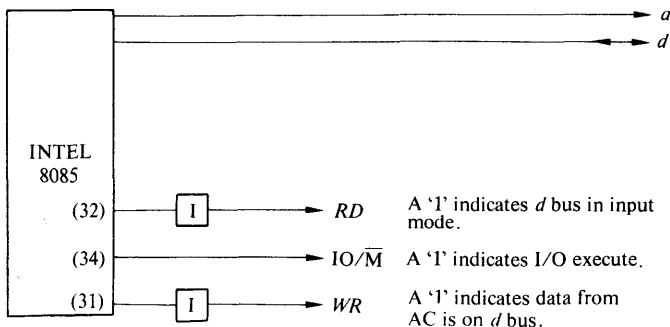 a
d
INTEL
8085
(32) I RD A ‘1’ indicates d bus in input
mode.
(34) IO/M̅ A ‘1’ indicates I/O execute.
(31) I WR A ‘1’ indicates data from
AC is on d bus.